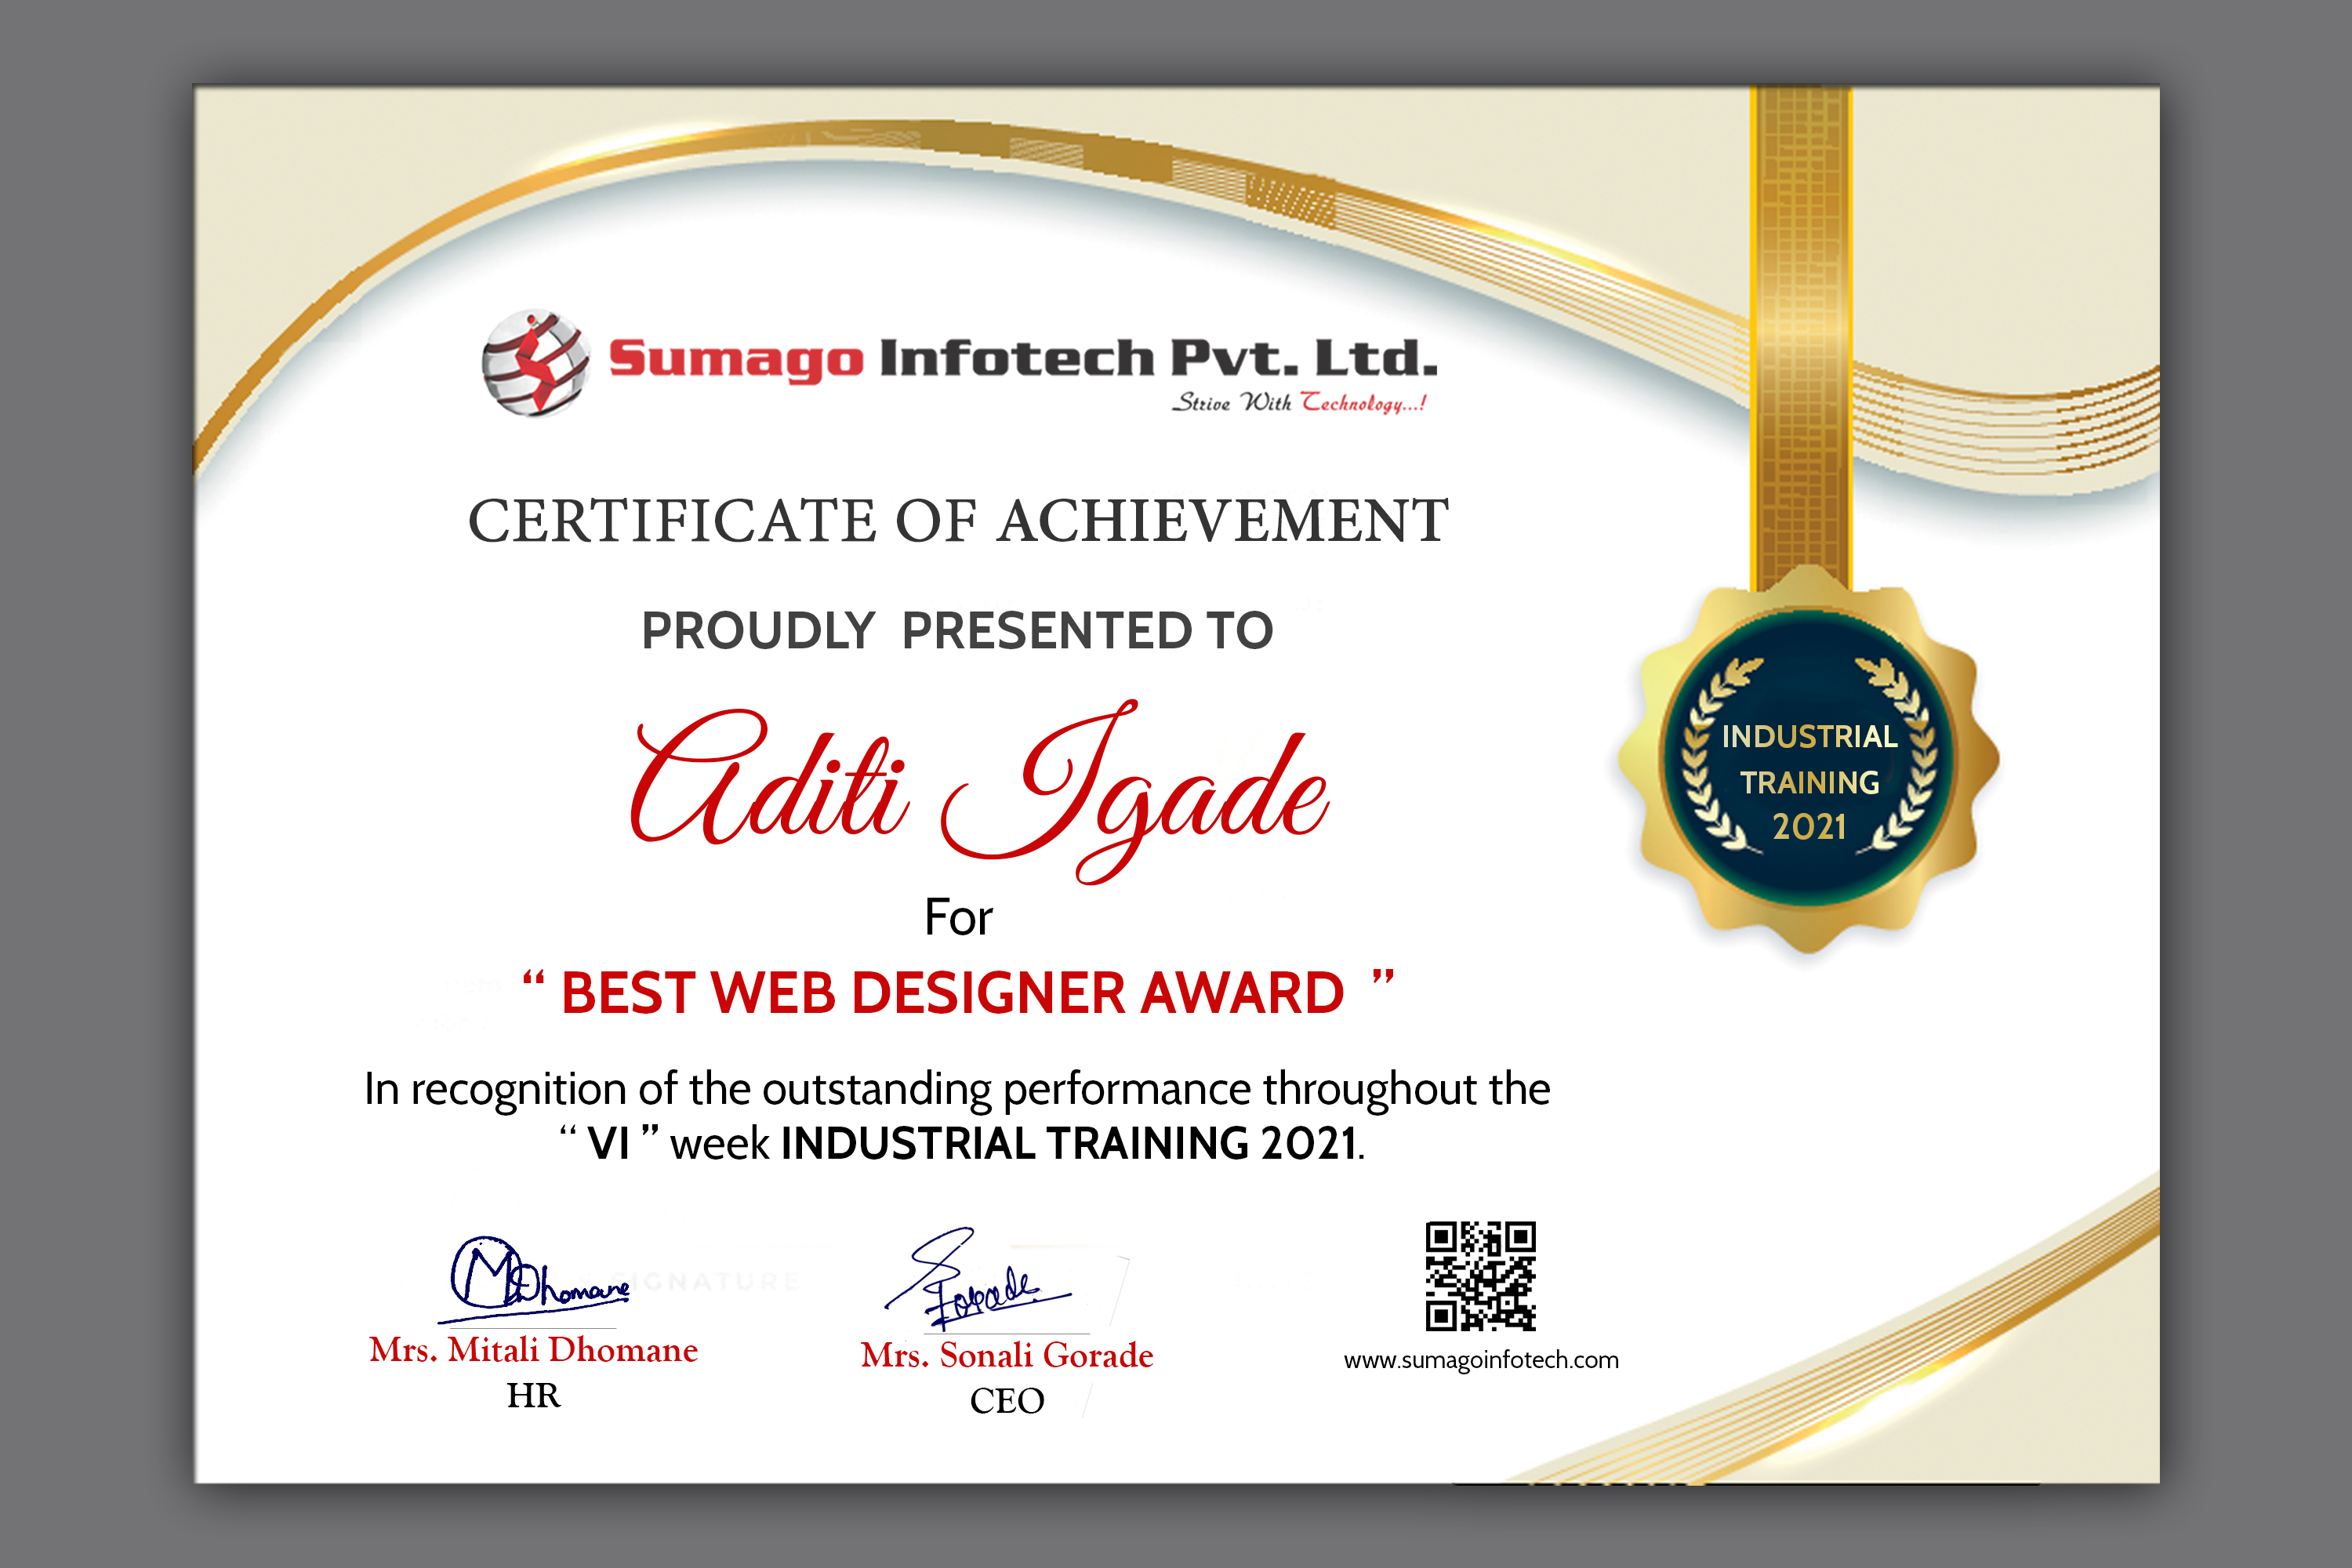 Sumago Infotech Pvt. Ltd.
Strive With Technology...!
CERTIFICATE OF ACHIEVEMENT
PROUDLY PRESENTED TO
Aditi Igade
For
“ BEST WEB DESIGNER AWARD ”
In recognition of the outstanding performance throughout the
“ VI ” week INDUSTRIAL TRAINING 2021.
INDUSTRIAL
TRAINING
2021
MDhomane
SIGNATURE
Mrs. Mitali Dhomane
HR
SGorade
Mrs. Sonali Gorade
CEO
www.sumagoinfotech.com